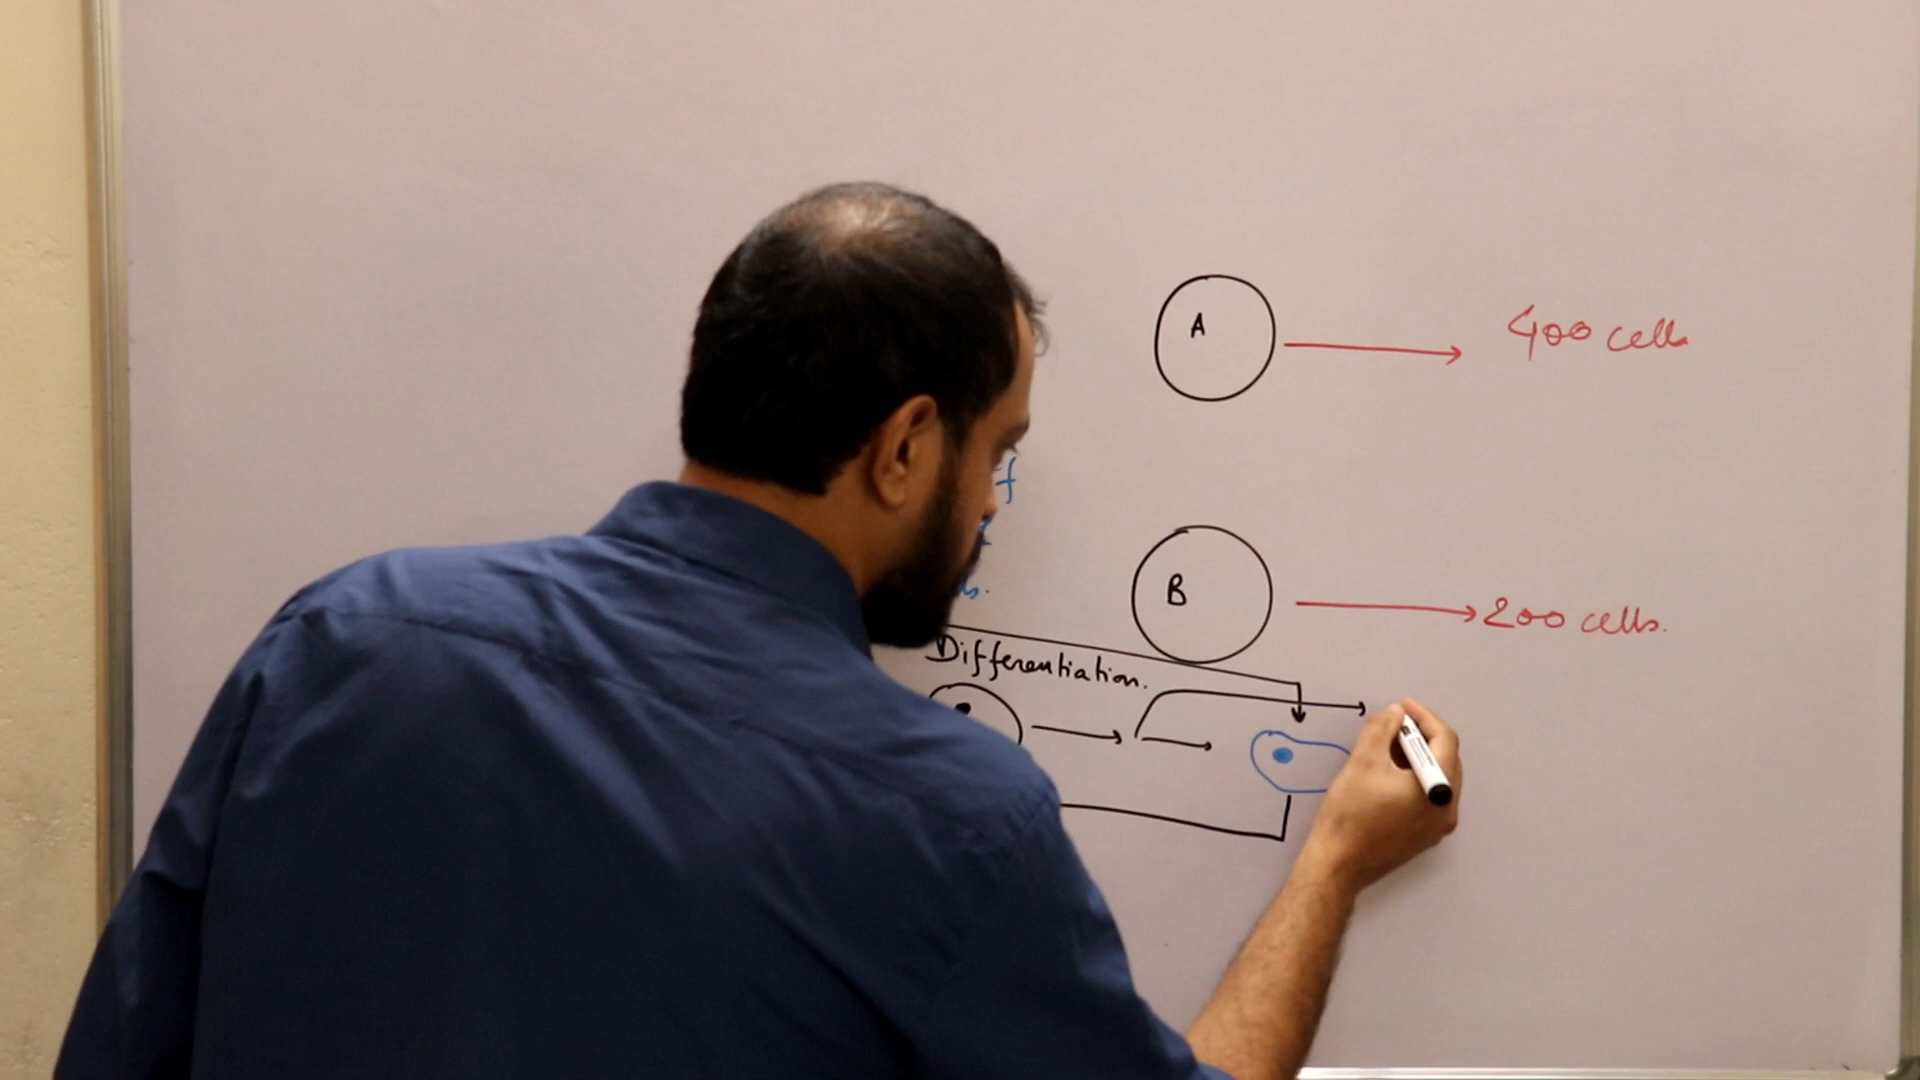 A
400 cells
B
200 cells.
Differentiation.